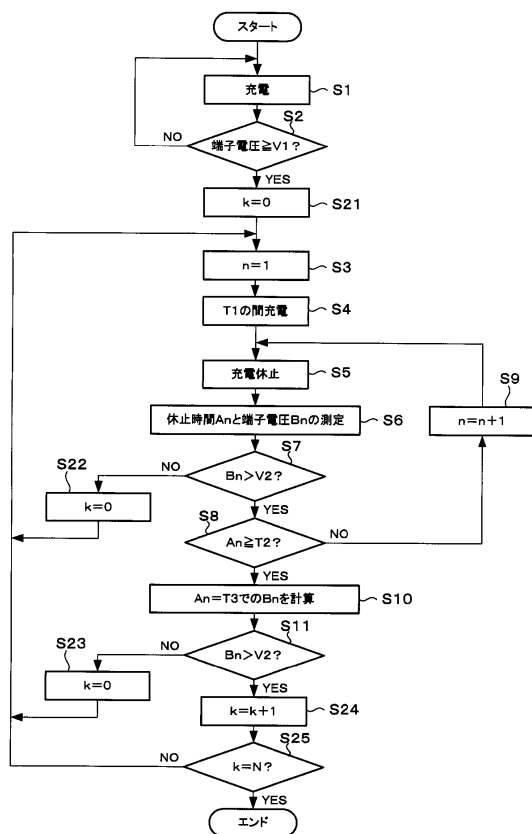 スタート
充電
S1
S2
端子電圧≧V1？
NO
YES
k＝0
S21
n＝1
S3
T1の間充電
S4
充電休止
S5
S9
n＝n＋1
休止時間Anと端子電圧Bnの測定
S6
S7
Bn＞V2？
NO
S22
k＝0
YES
S8
An≧T2？
NO
YES
An＝T3でのBnを計算
S10
S11
Bn＞V2？
NO
S23
k＝0
YES
k＝k＋1
S24
S25
k＝N？
NO
YES
エンド